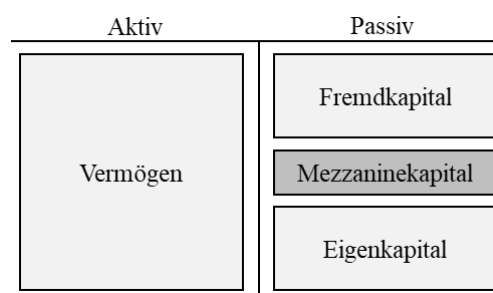 Aktiv
Passiv
Vermögen
Fremdkapital
Mezzaninekapital
Eigenkapital